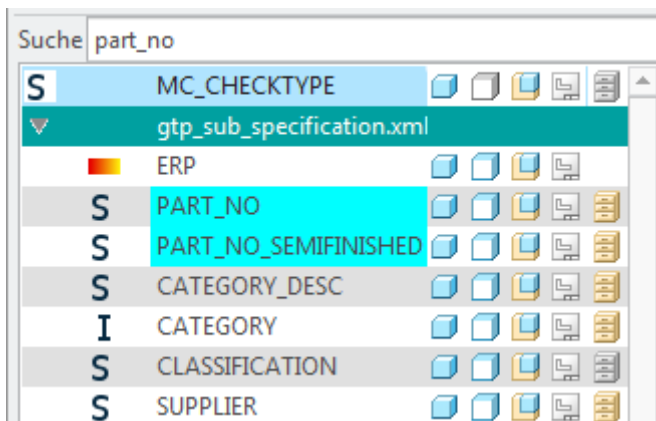 Suche part_no
S MC_CHECKTYPE
gtp_sub_specification.xml
ERP
S PART_NO
S PART_NO_SEMIFINISHED
S CATEGORY_DESC
I CATEGORY
S CLASSIFICATION
S SUPPLIER